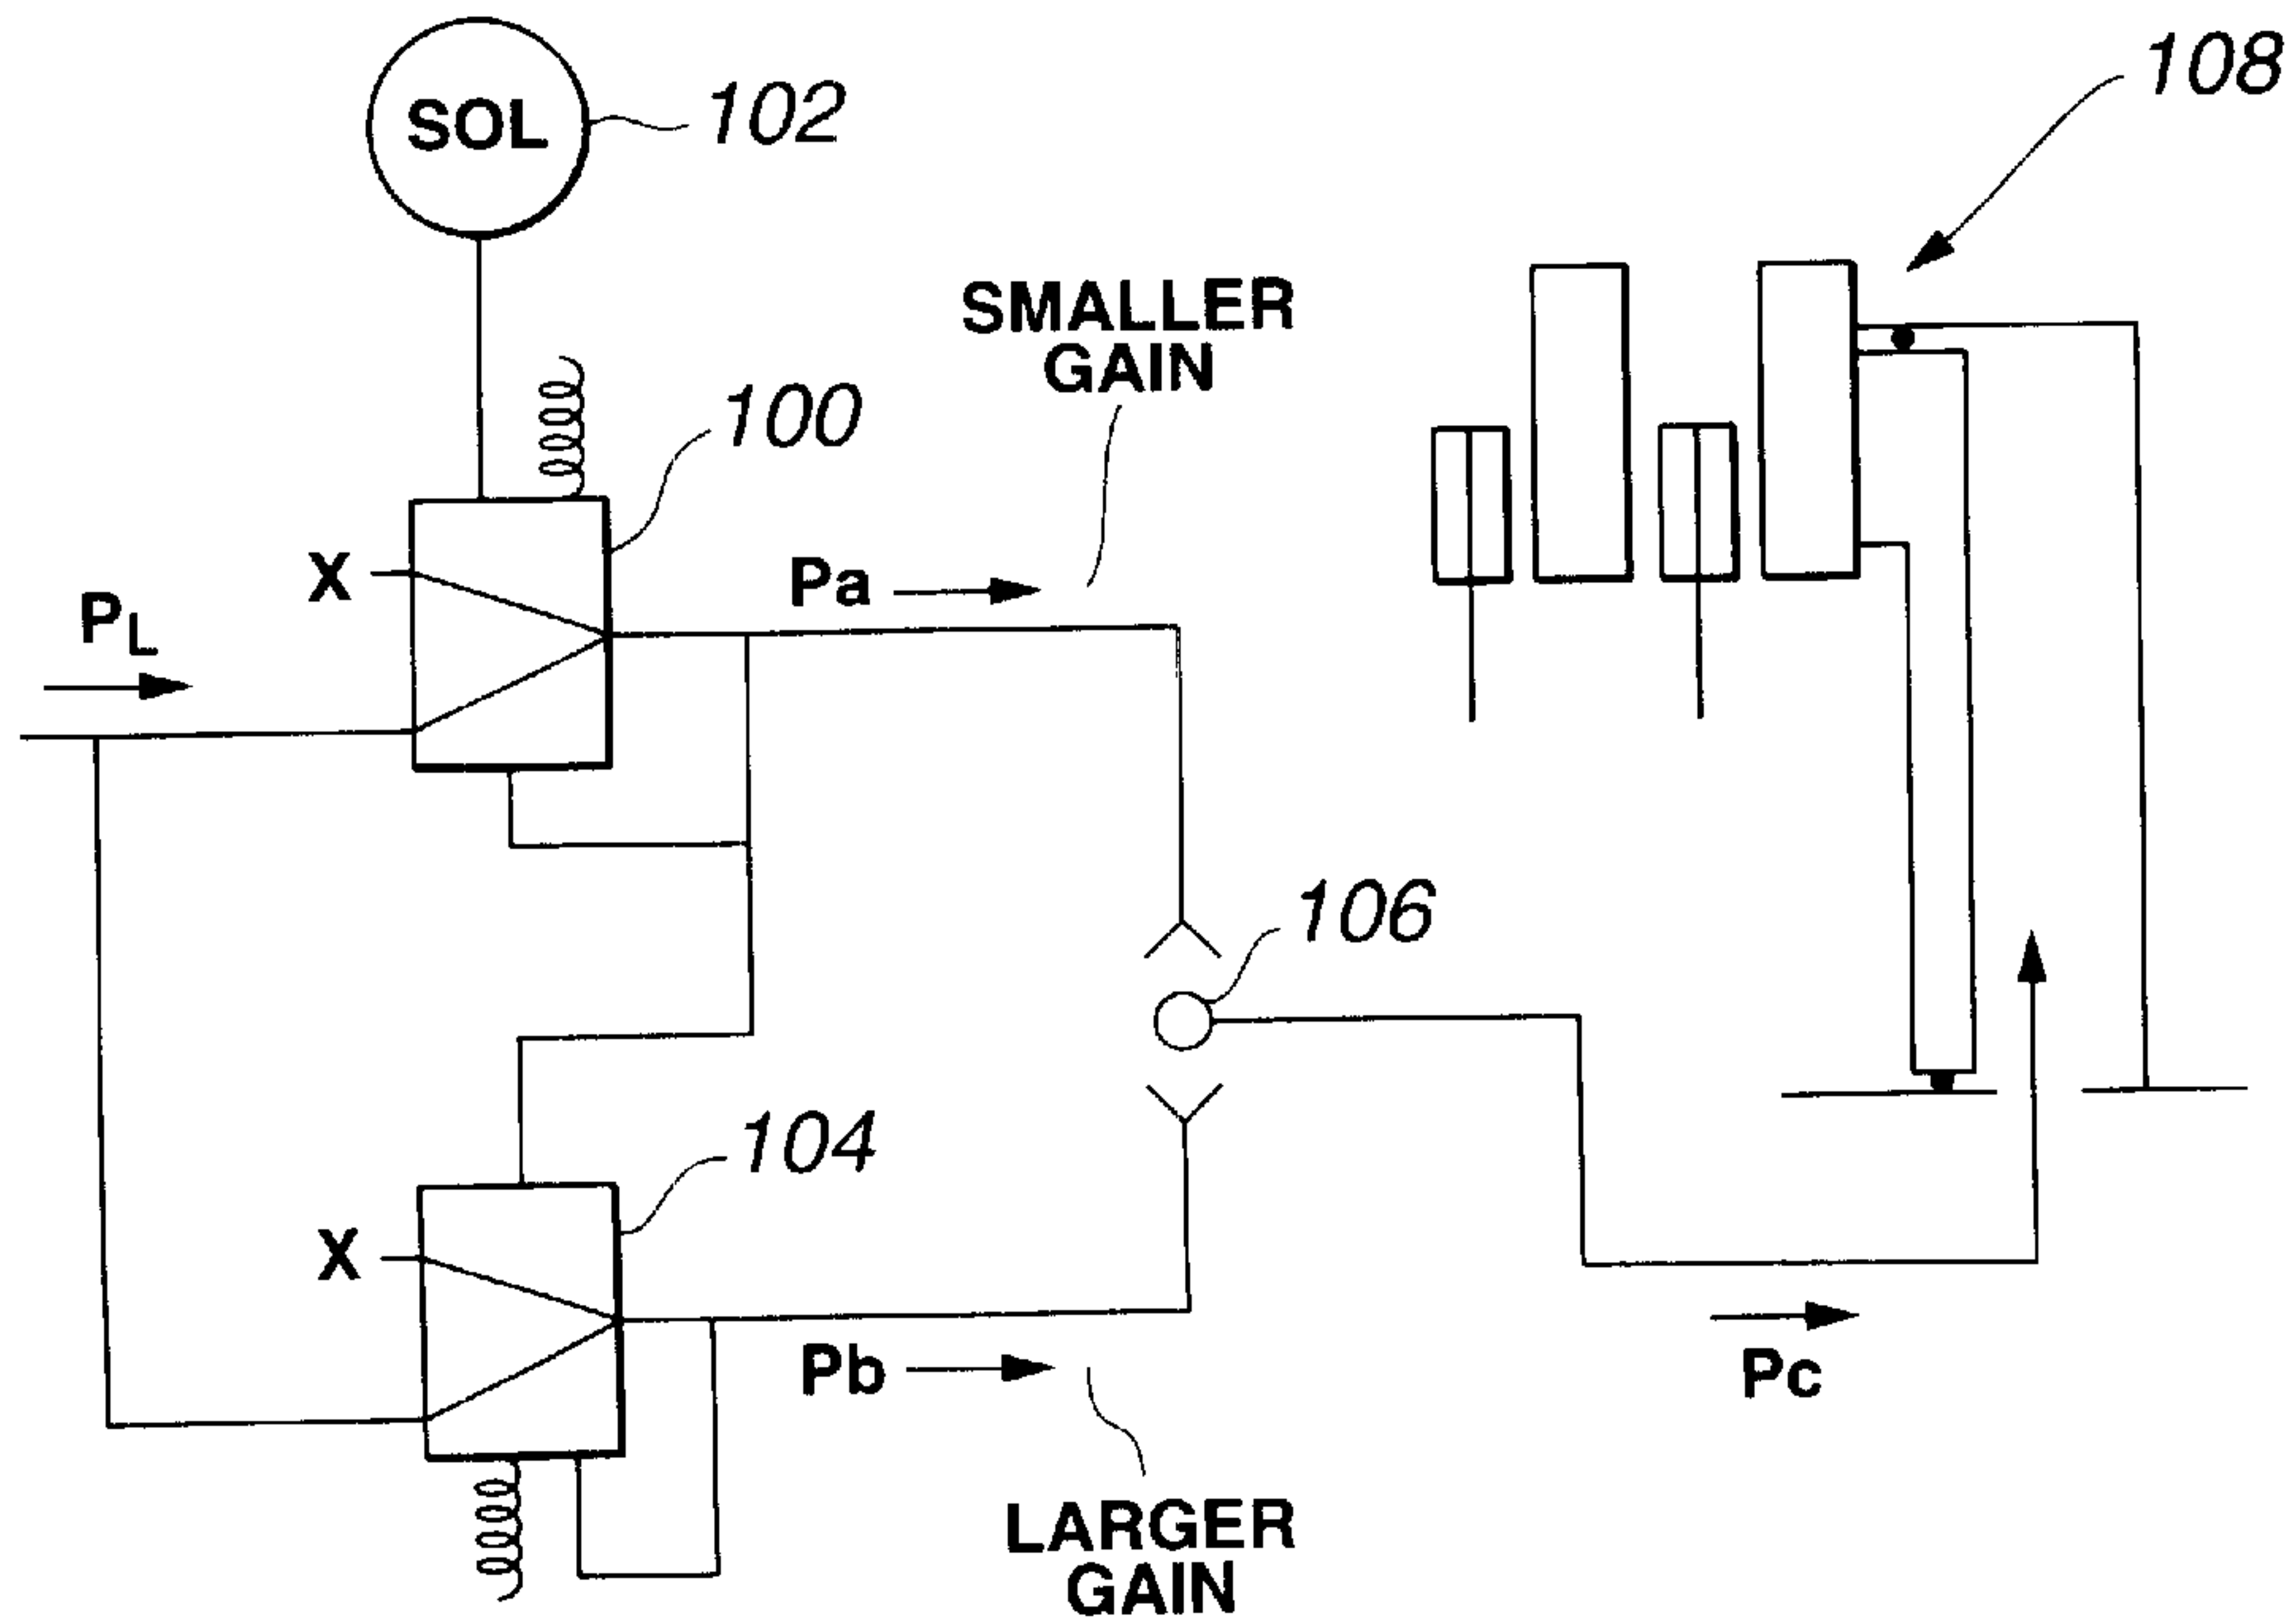 108
SOL
102
SMALLER
GAIN
100
X
Pa
PL
106
104
X
Pb
Pc
LARGER
GAIN